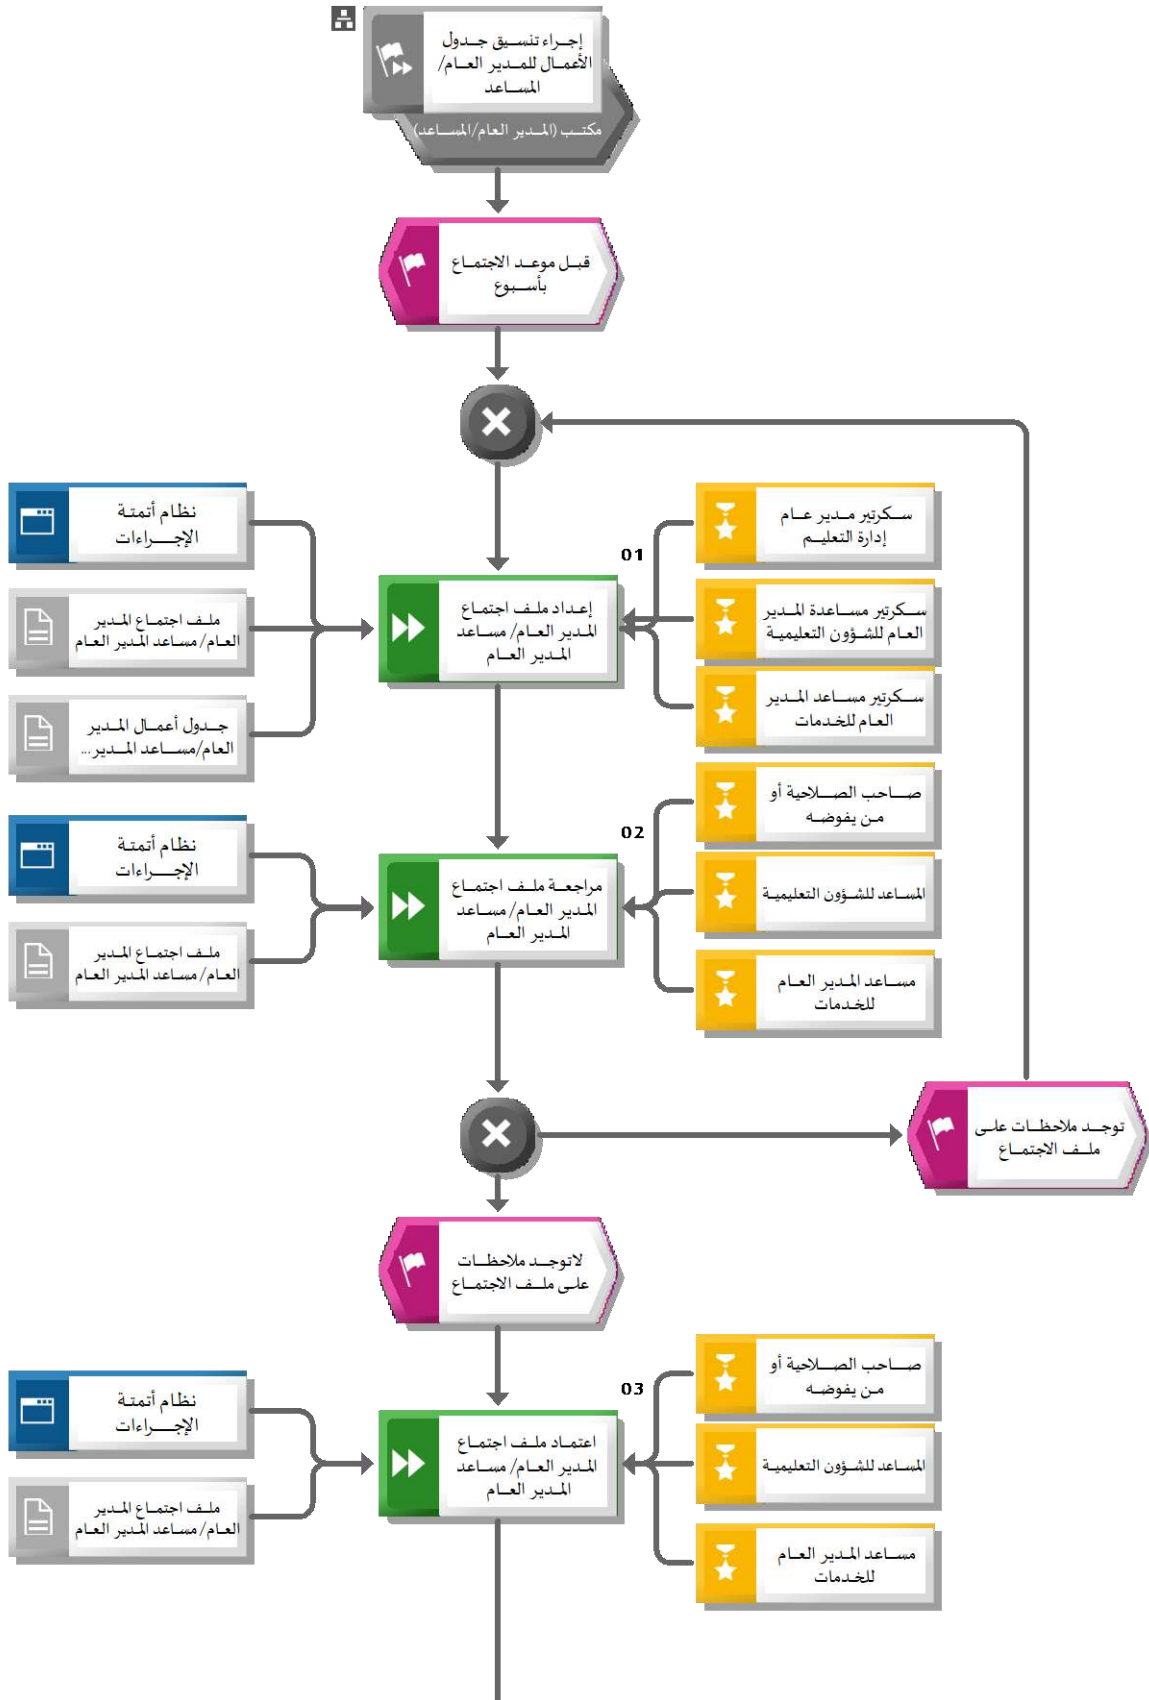 إجراء تنسيق جدول
الأعمال للمدير العام/
المساعد
مكتب (المدير العام/المساعد)
قبل موعد الاجتماع
بأسبوع
نظام أتمتة
الإجراءات
ملف اجتماع المدير
العام/ مساعد المدير العام
جدول أعمال المدير
العام/مساعد المدير...
01
إعداد ملف اجتماع
المدير العام/ مساعد
المدير العام
سكرتير مدير عام
إدارة التعليم
سكرتير مساعدة المدير
العام للشؤون التعليمية
سكرتير مساعد المدير
العام للخدمات
نظام أتمتة
الإجراءات
ملف اجتماع المدير
العام/ مساعد المدير العام
02
مراجعة ملف اجتماع
المدير العام/ مساعد
المدير العام
صاحب الصلاحية أو
من يفوضه
المساعد للشؤون التعليمية
مساعد المدير العام
للخدمات
توجد ملاحظات على
ملف الاجتماع
لاتوجد ملاحظات
على ملف الاجتماع
نظام أتمتة
الإجراءات
ملف اجتماع المدير
العام/ مساعد المدير العام
03
اعتماد ملف اجتماع
المدير العام/ مساعد
المدير العام
صاحب الصلاحية أو
من يفوضه
المساعد للشؤون التعليمية
مساعد المدير العام
للخدمات